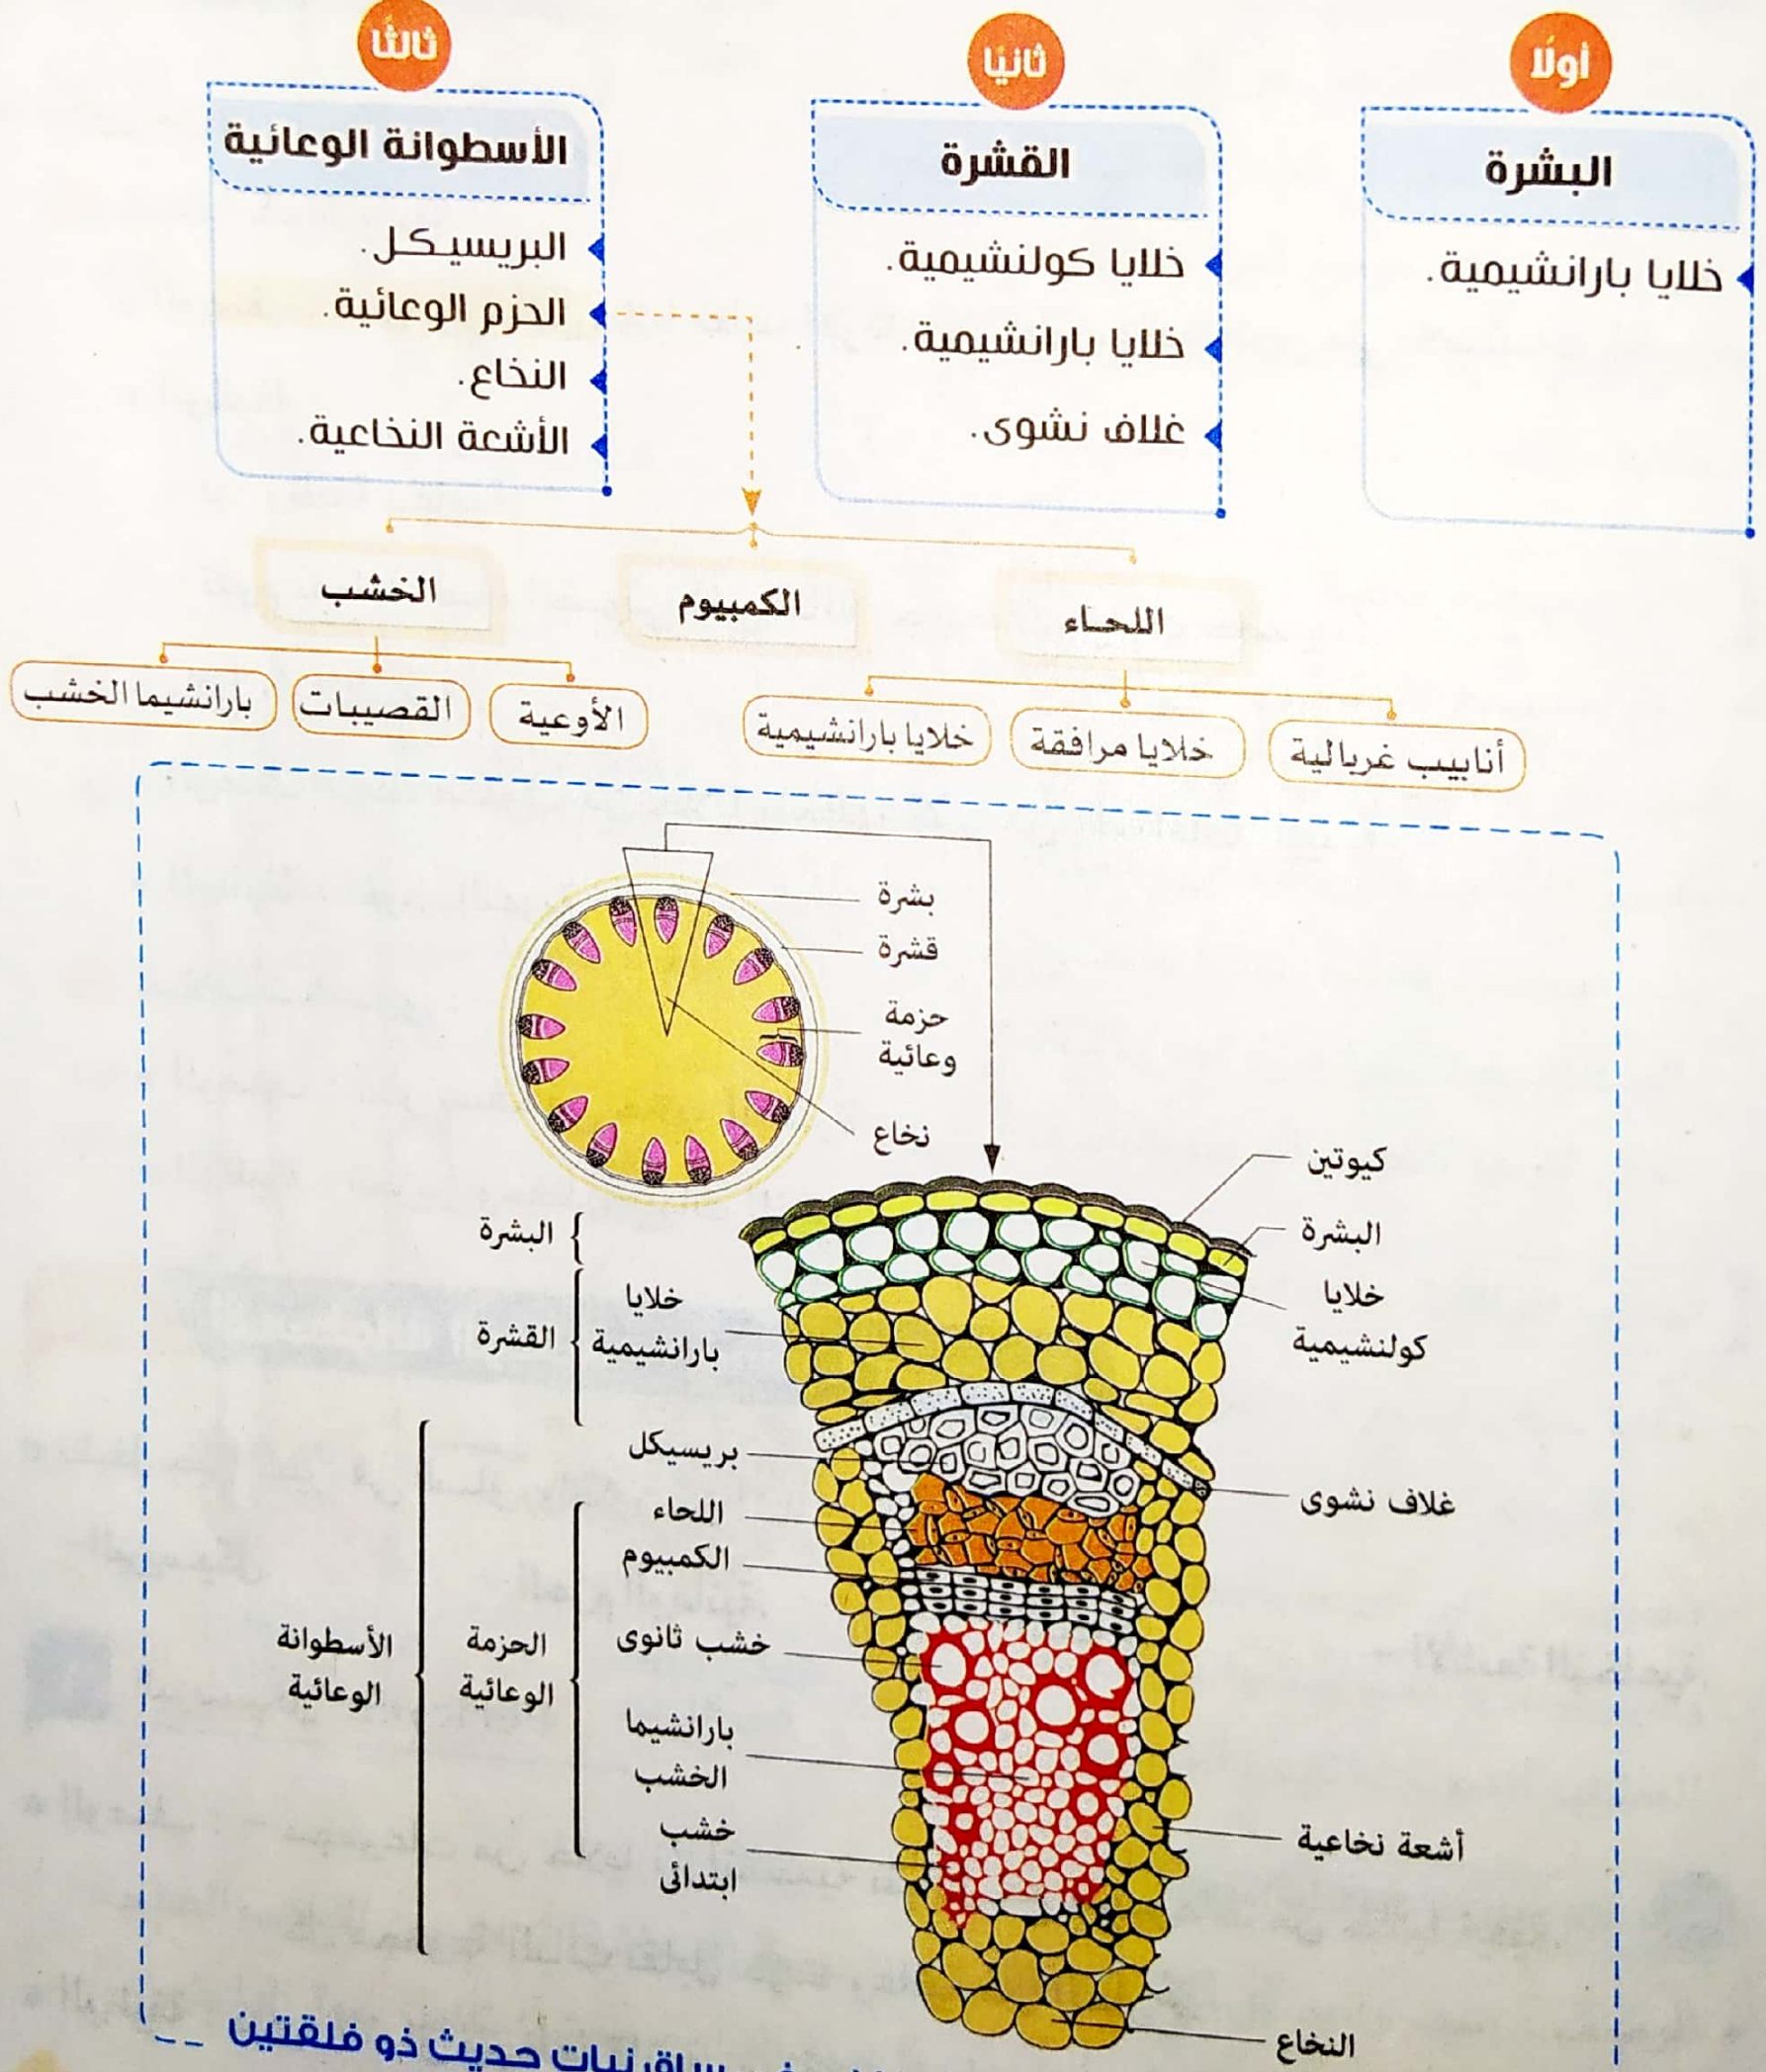 أولًا
البشرة
خلايا بارانشيمية.
ثانيًا
القشرة
خلايا كولنشيمية.
خلايا بارانشيمية.
غلاف نشوى.
ثالثًا
الأسطوانة الوعائية
البريسيكل.
الحزم الوعائية.
النخاع.
الأشعة النخاعية.
اللحاء
الكمبيوم
الخشب
أنابيب غربالية
خلايا مرافقة
خلايا بارانشيمية
الأوعية
القصيبات
بارانشيما الخشب
بشرة
قشرة
حزمة
وعائية
نخاع
كيوتين
البشرة
خلايا
كولنشيمية
غلاف نشوى
أشعة نخاعية
النخاع
البشرة
خلايا
بارانشيمية
القشرة
بريسيكل
اللحاء
الكمبيوم
خشب ثانوى
بارانشيما
الخشب
خشب
ابتدائى
الحزمة
الوعائية
الأسطوانة
الوعائية
ساق نبات حديث ذو فلقتين